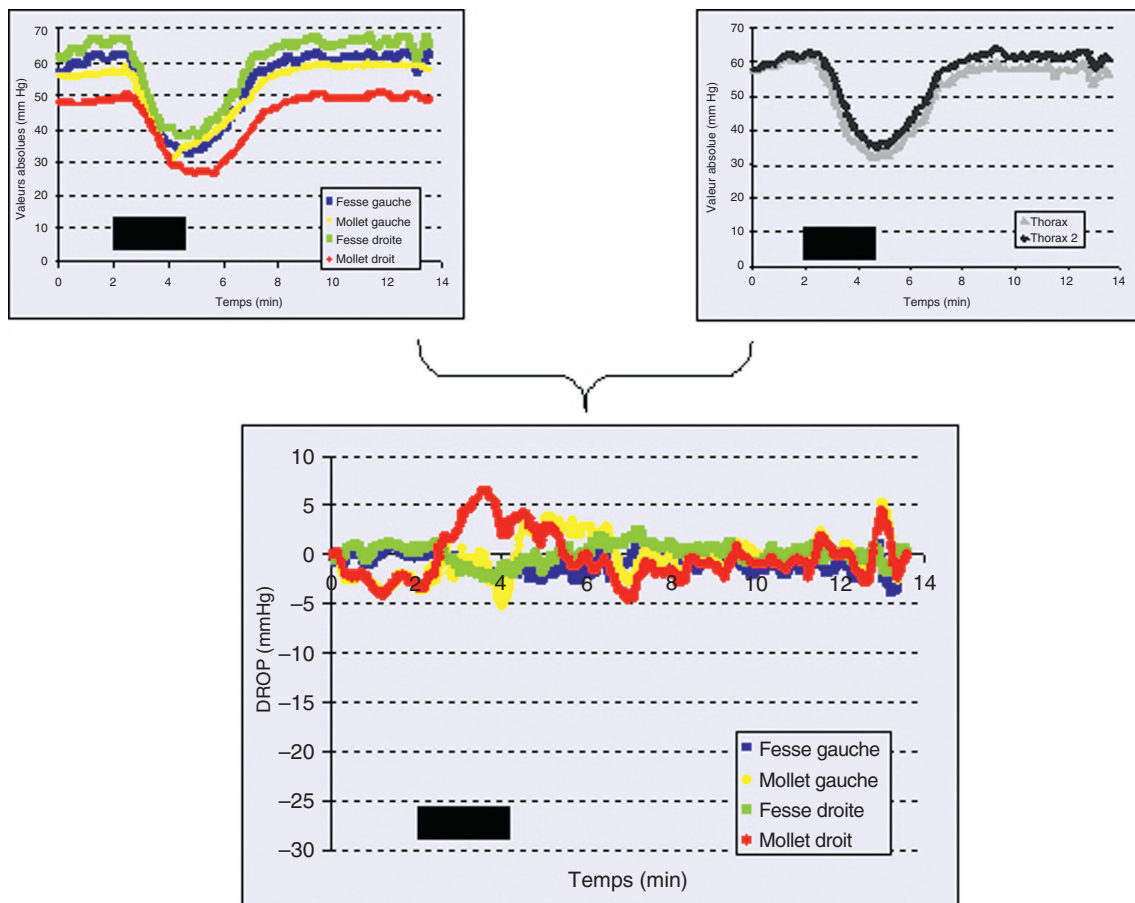 70
60
50
40
30
20
10
0
Valeurs absolues (mm Hg)
Fesse gauche
Mollet gauche
Fesse droite
Mollet droit
0 2 4 6 8 10 12 14
Temps (min)
70
60
50
40
30
20
10
0
Valeur absolue (mm Hg)
Thorax
Thorax 2
0 2 4 6 8 10 12 14
Temps (min)
10
5
0
−5
−10
−15
−20
−25
−30
DROP (mmHg)
0 2 4 6 8 10 12 14
Fesse gauche
Mollet gauche
Fesse droite
Mollet droit
Temps (min)